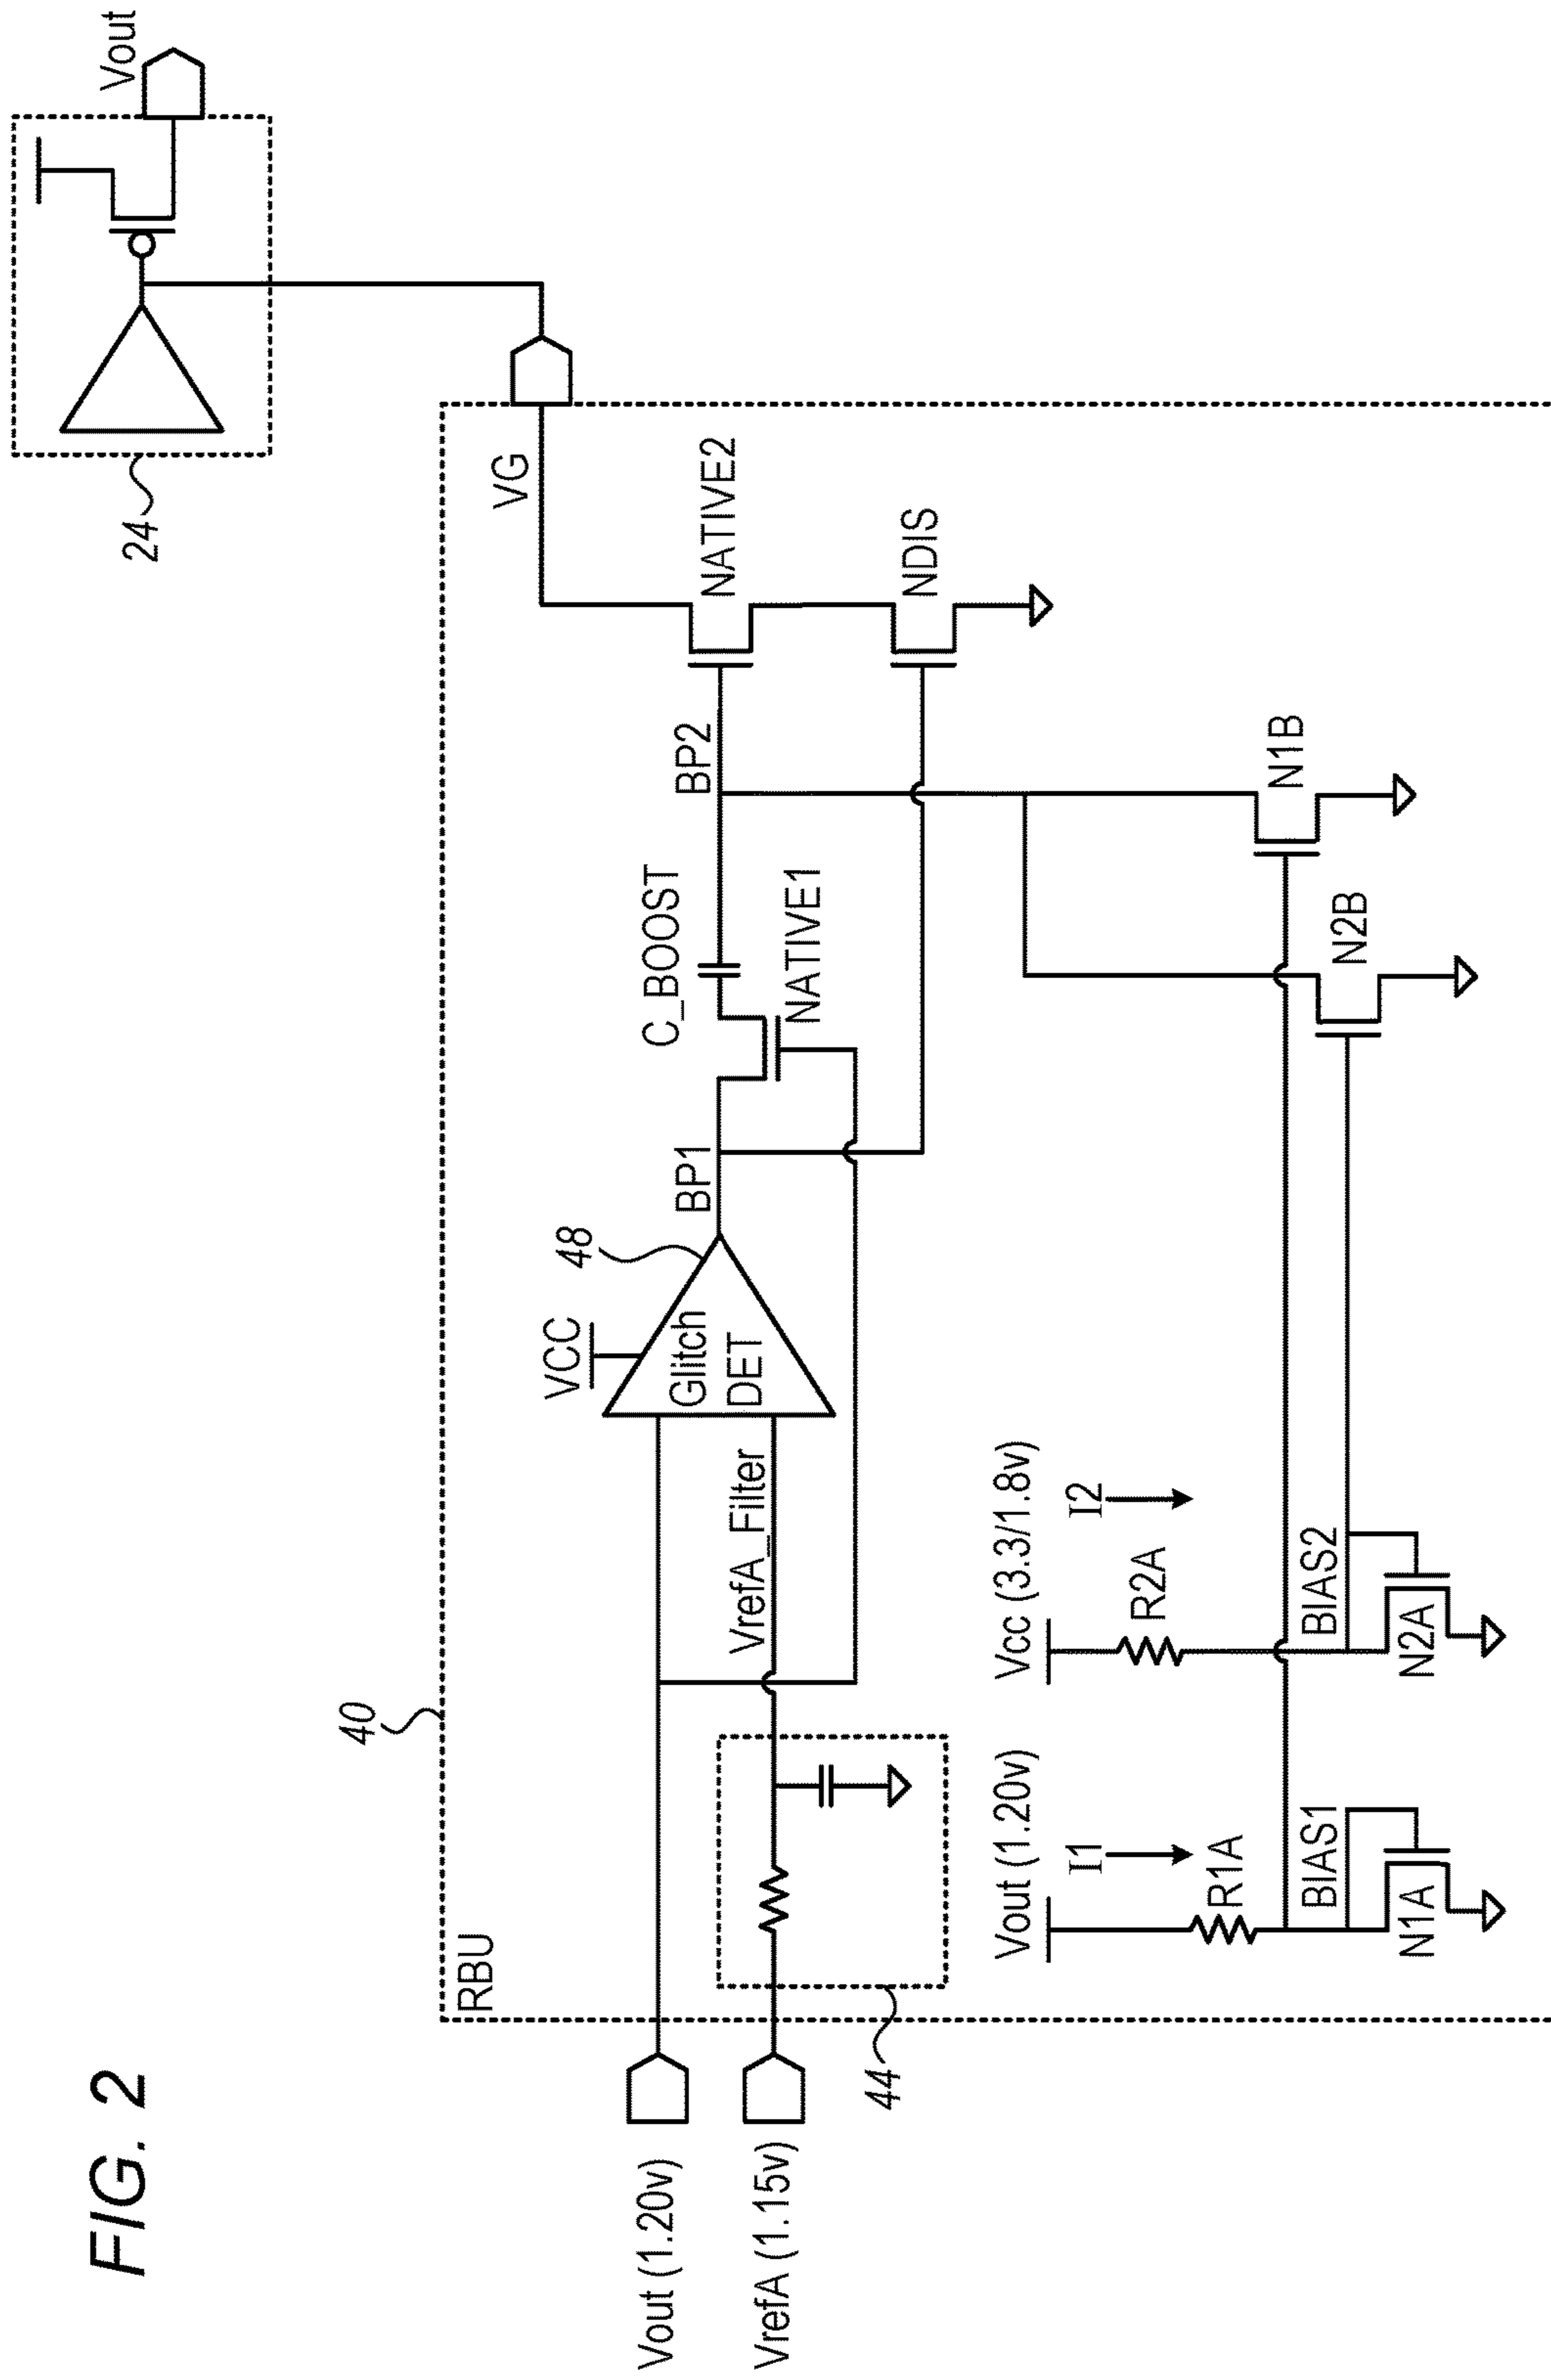 FIG. 2
24
Vout
40
RBU
VG
Vout (1.20v)
VrefA (1.15v)
44
VrefA_Filter
VCC
48
Glitch
DET
BP1
C_BOOST
NATIVE1
BP2
NATIVE2
NDIS
Vout (1.20v)
I1
R1A
BIAS1
N1A
Vcc (3.3/1.8v)
I2
R2A
BIAS2
N2A
N2B
N1B